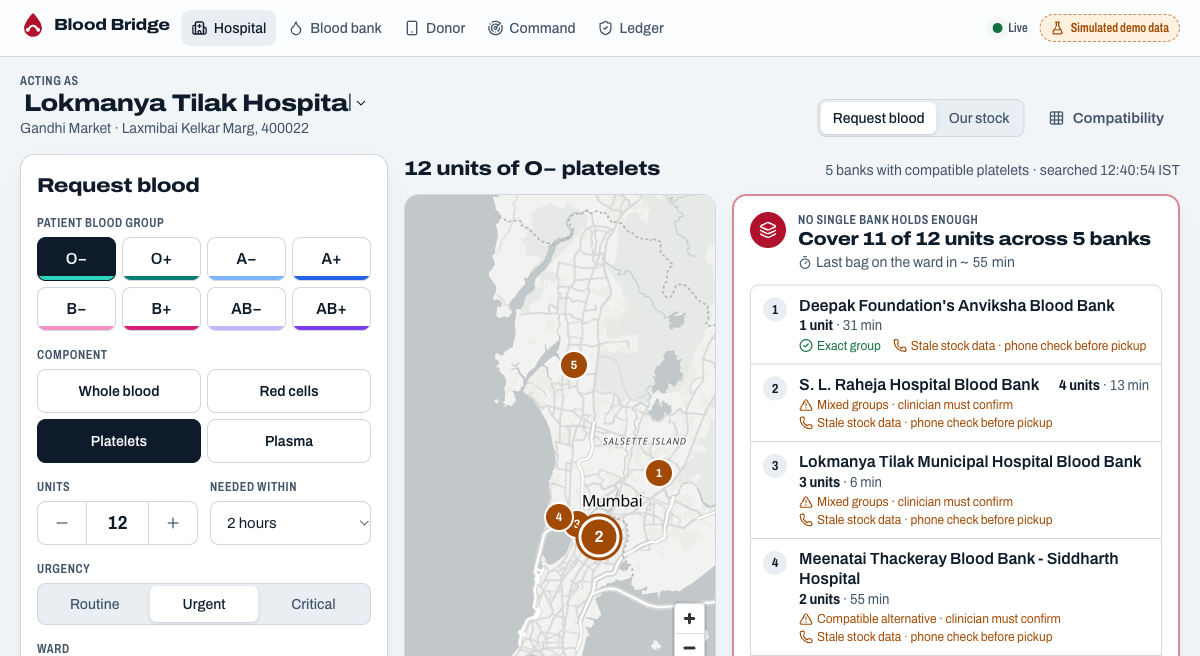 Blood Bridge
Hospital
Blood bank
Donor
Command
Ledger
Live
Simulated demo data
ACTING AS
Lokmanya Tilak Hospital
Gandhi Market · Laxmibai Kelkar Marg, 400022
Request blood
Our stock
Compatibility
Request blood
PATIENT BLOOD GROUP
O−
O+
A−
A+
B−
B+
AB−
AB+
COMPONENT
Whole blood
Red cells
Platelets
Plasma
UNITS
NEEDED WITHIN
− 12 +
2 hours
URGENCY
Routine
Urgent
Critical
WARD
12 units of O− platelets
5 banks with compatible platelets · searched 12:40:54 IST
5
SALSETTE ISLAND
1
Mumbai
4
3
2
+
−
NO SINGLE BANK HOLDS ENOUGH
Cover 11 of 12 units across 5 banks
Last bag on the ward in ~ 55 min
1
Deepak Foundation's Anviksha Blood Bank
1 unit · 31 min
Exact group
Stale stock data · phone check before pickup
2
S. L. Raheja Hospital Blood Bank
4 units · 13 min
Mixed groups · clinician must confirm
Stale stock data · phone check before pickup
3
Lokmanya Tilak Municipal Hospital Blood Bank
3 units · 6 min
Mixed groups · clinician must confirm
Stale stock data · phone check before pickup
4
Meenatai Thackeray Blood Bank - Siddharth
Hospital
2 units · 55 min
Compatible alternative · clinician must confirm
Stale stock data · phone check before pickup